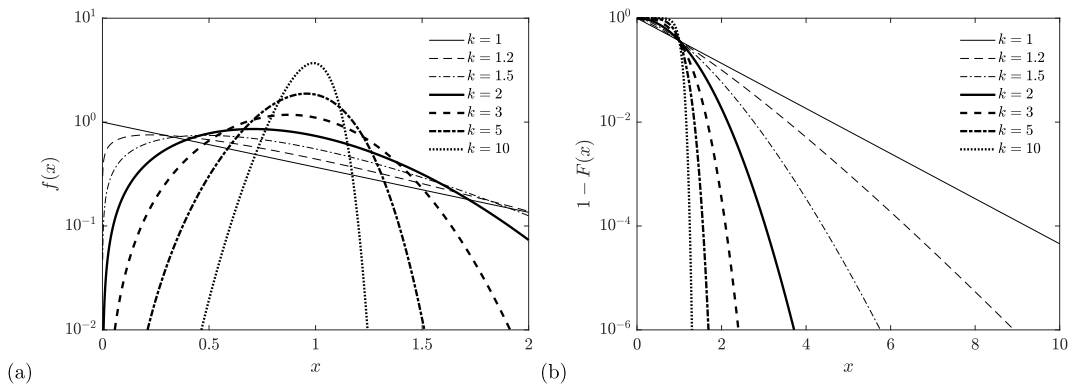 10^1
10^0
10^{-1}
10^{-2}
f(x)
0 0.5 1 1.5 2
x
k = 1
k = 1.2
k = 1.5
k = 2
k = 3
k = 5
k = 10
(a)
10^0
10^{-2}
10^{-4}
10^{-6}
1 − F(x)
0 2 4 6 8 10
x
k = 1
k = 1.2
k = 1.5
k = 2
k = 3
k = 5
k = 10
(b)